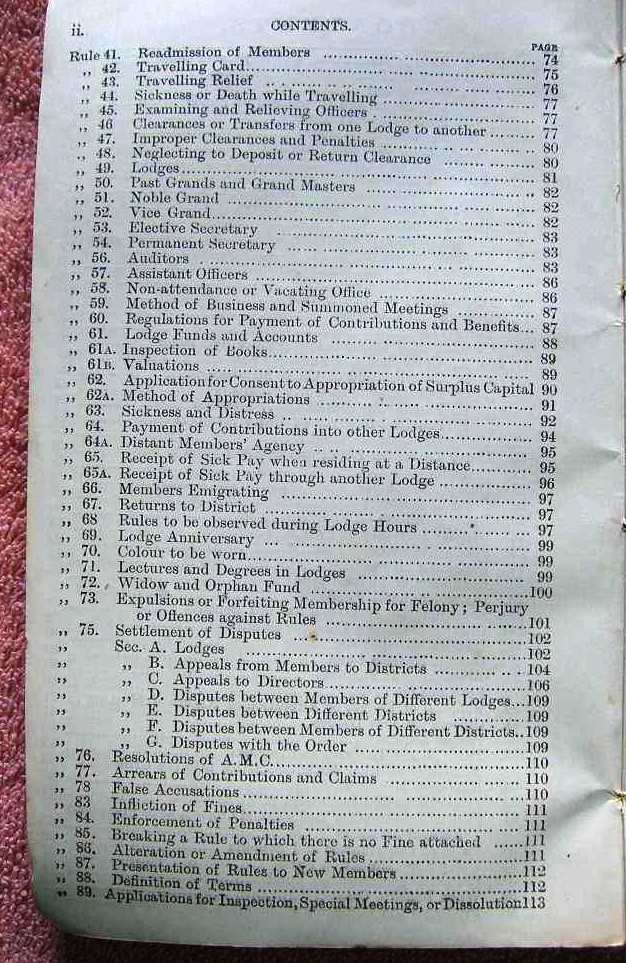 ii. CONTENTS.
PAGE
Rule 41. Readmission of Members ........ 74
,, 42. Travelling Card ........ 75
,, 43. Travelling Relief ........ 76
,, 44. Sickness or Death while Travelling ........ 77
,, 45. Examining and Relieving Officers ........ 77
,, 46 Clearances or Transfers from one Lodge to another ........ 77
,, 47. Improper Clearances and Penalties ........ 80
,, 48. Neglecting to Deposit or Return Clearance ........ 80
,, 49. Lodges ........ 81
,, 50. Past Grands and Grand Masters ........ 82
,, 51. Noble Grand ........ 82
,, 52. Vice Grand ........ 82
,, 53. Elective Secretary ........ 83
,, 54. Permanent Secretary ........ 83
,, 56. Auditors ........ 83
,, 57. Assistant Officers ........ 86
,, 58. Non-attendance or Vacating Office ........ 86
,, 59. Method of Business and Summoned Meetings ........ 87
,, 60. Regulations for Payment of Contributions and Benefits... 87
,, 61. Lodge Funds and Accounts ........ 88
,, 61A. Inspection of Books ........ 89
,, 61B. Valuations ........ 89
,, 62. Application for Consent to Appropriation of Surplus Capital 90
,, 62A. Method of Appropriations ........ 91
,, 63. Sickness and Distress ........ 92
,, 64. Payment of Contributions into other Lodges ........ 94
,, 64A. Distant Members' Agency ........ 95
,, 65. Receipt of Sick Pay when residing at a Distance ........ 95
,, 65A. Receipt of Sick Pay through another Lodge ........ 96
,, 66. Members Emigrating ........ 97
,, 67. Returns to District ........ 97
,, 68 Rules to be observed during Lodge Hours ........ 97
,, 69. Lodge Anniversary ........ 99
,, 70. Colour to be worn ........ 99
,, 71. Lectures and Degrees in Lodges ........ 99
,, 72. Widow and Orphan Fund ........ 100
,, 73. Expulsions or Forfeiting Membership for Felony; Perjury
or Offences against Rules ........ 101
,, 75. Settlement of Disputes ........ 102
,, Sec. A. Lodges ........ 102
,, ,, B. Appeals from Members to Districts ........ 104
,, ,, C. Appeals to Directors ........ 106
,, ,, D. Disputes between Members of Different Lodges...109
,, ,, E. Disputes between Different Districts ........ 109
,, ,, F. Disputes between Members of Different Districts..109
,, ,, G. Disputes with the Order ........ 109
,, 76. Resolutions of A.M.C. ........ 110
,, 77. Arrears of Contributions and Claims ........ 110
,, 78 False Accusations ........ 110
,, 83 Infliction of Fines ........ 111
,, 84. Enforcement of Penalties ........ 111
,, 85. Breaking a Rule to which there is no Fine attached ......111
,, 86. Alteration or Amendment of Rules ........ 111
,, 87. Presentation of Rules to New Members ........ 112
,, 88. Definition of Terms ........ 112
,, 89. Applications for Inspection, Special Meetings, or Dissolution113